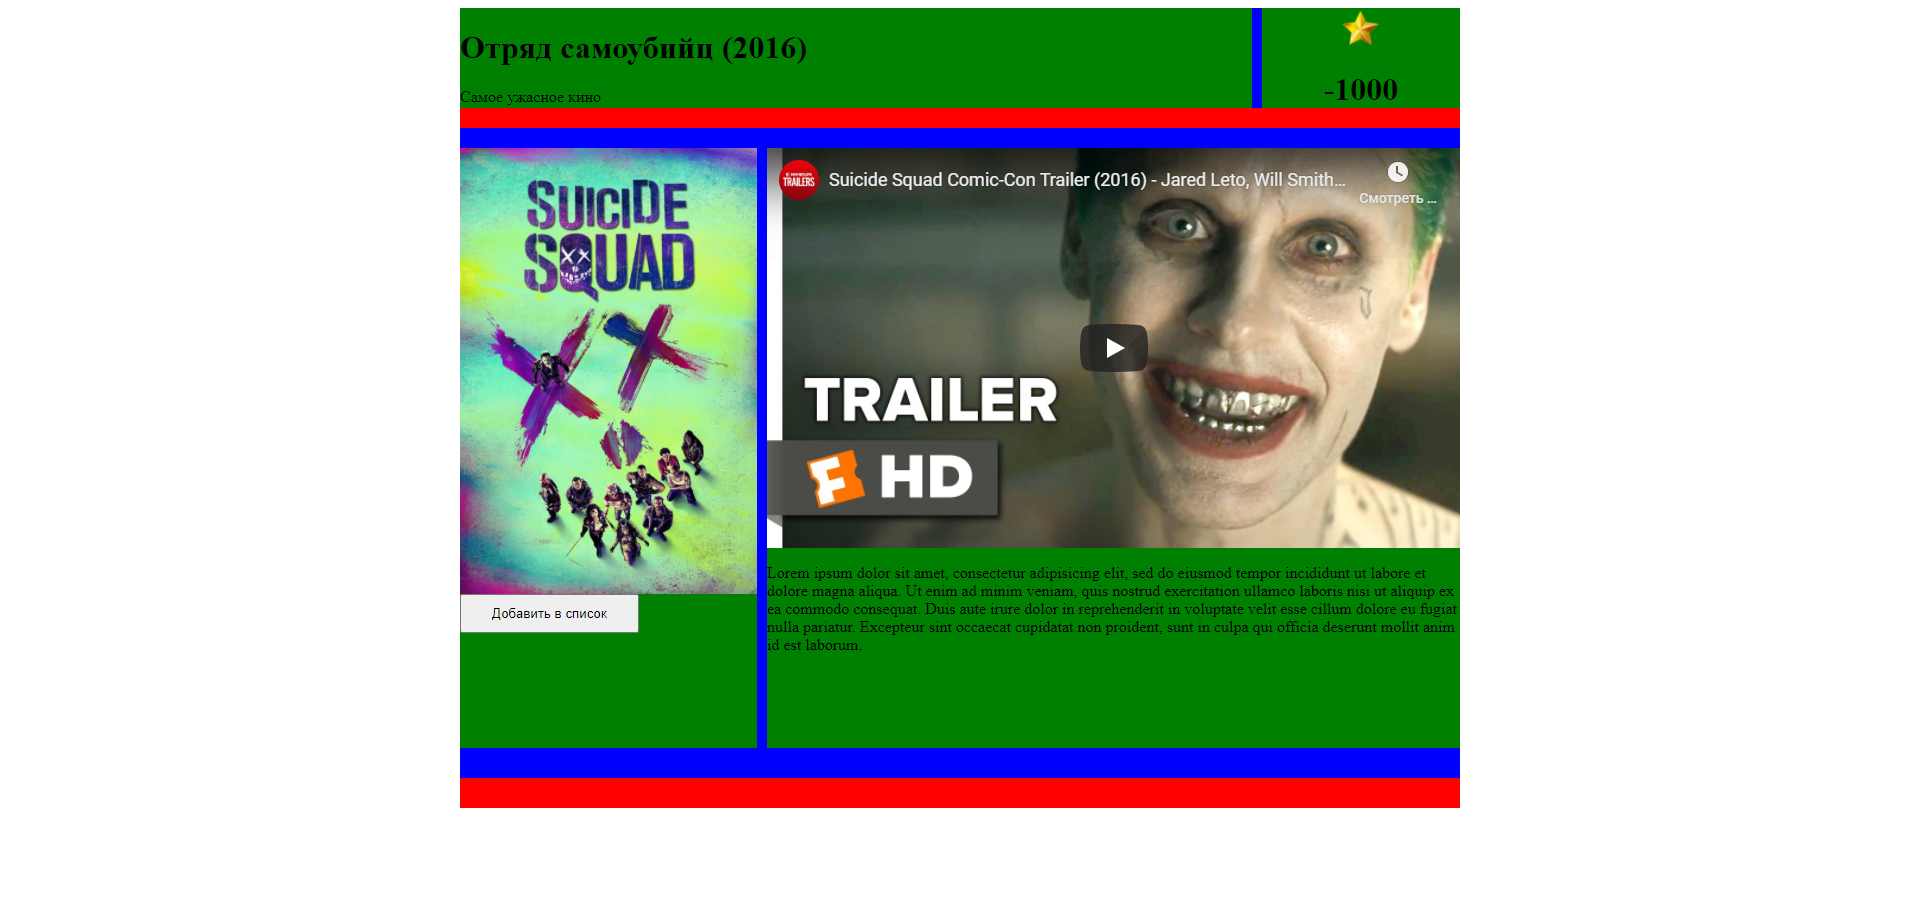 Отряд самоубийц (2016)
Самое ужасное кино
-1000
SUICIDE
SQUAD
Добавить в список
TRAILERS
Suicide Squad Comic-Con Trailer (2016) - Jared Leto, Will Smith...
Смотреть ...
TRAILER
F HD
Lorem ipsum dolor sit amet, consectetur adipisicing elit, sed do eiusmod tempor incididunt ut labore et
dolore magna aliqua. Ut enim ad minim veniam, quis nostrud exercitation ullamco laboris nisi ut aliquip ex
ea commodo consequat. Duis aute irure dolor in reprehenderit in voluptate velit esse cillum dolore eu fugiat
nulla pariatur. Excepteur sint occaecat cupidatat non proident, sunt in culpa qui officia deserunt mollit anim
id est laborum.